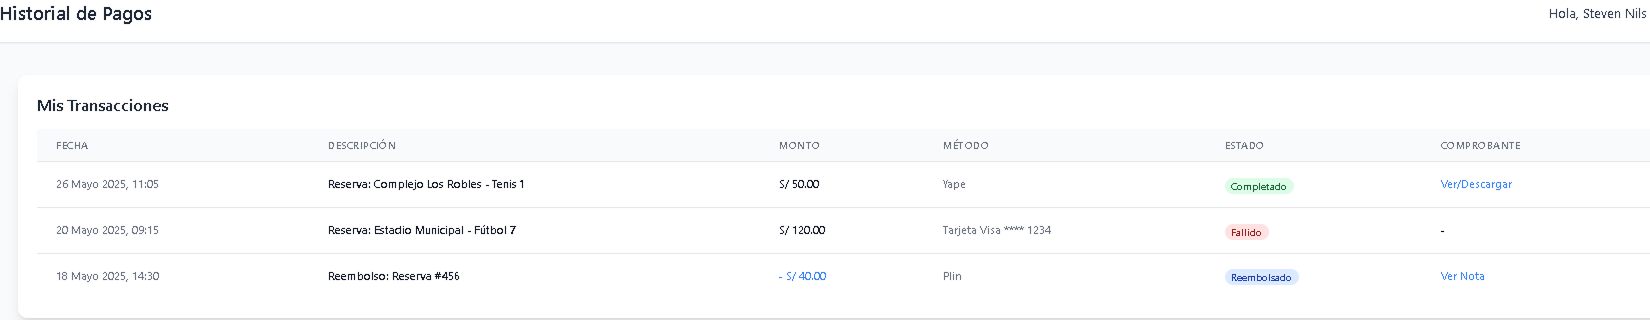 Historial de Pagos
Hola, Steven Nils
Mis Transacciones
FECHA DESCRIPCIÓN MONTO MÉTODO ESTADO COMPROBANTE
26 Mayo 2025, 11:05 Reserva: Complejo Los Robles - Tenis 1 S/ 50.00 Yape Completado Ver/Descargar
20 Mayo 2025, 09:15 Reserva: Estadio Municipal - Fútbol 7 S/ 120.00 Tarjeta Visa **** 1234 Fallido -
18 Mayo 2025, 14:30 Reembolso: Reserva #456 - S/ 40.00 Plin Reembolsado Ver Nota